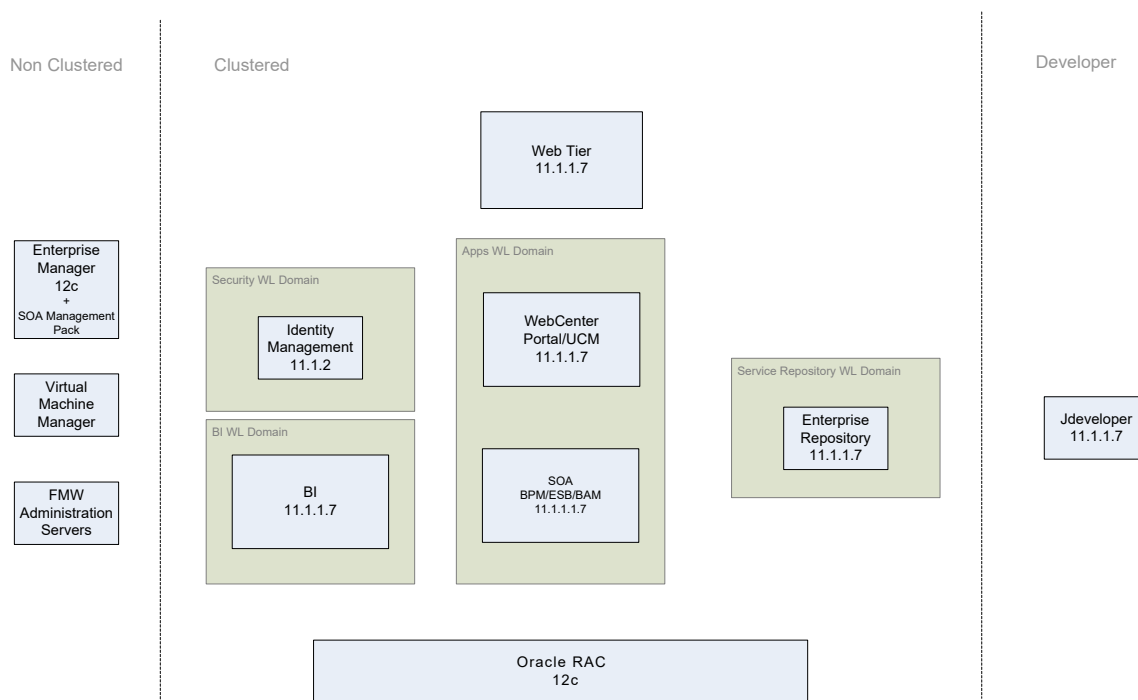 Non Clustered
Clustered
Developer
Web Tier
11.1.1.7
Enterprise
Manager
12c
+
SOA Management
Pack
Virtual
Machine
Manager
FMW
Administration
Servers
Security WL Domain
Identity
Management
11.1.2
BI WL Domain
BI
11.1.1.7
Apps WL Domain
WebCenter
Portal/UCM
11.1.1.7
SOA
BPM/ESB/BAM
11.1.1.1.7
Service Repository WL Domain
Enterprise
Repository
11.1.1.7
Jdeveloper
11.1.1.7
Oracle RAC
12c